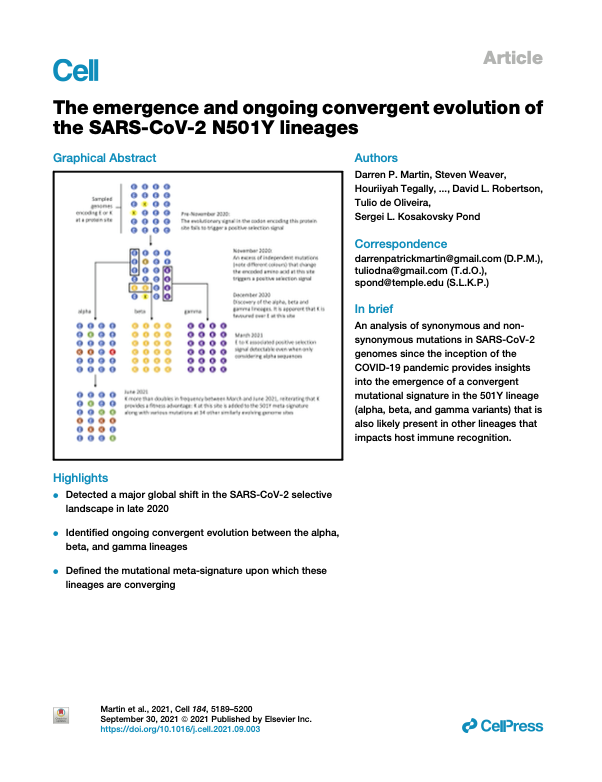 Article
Cell
The emergence and ongoing convergent evolution of
the SARS-CoV-2 N501Y lineages
Graphical Abstract
Sampled
genomes
encoding E or K
at a protein site
Pre-November 2020:
The evolutionary signal in the codon encoding this protein
site fails to trigger a positive selection signal
November 2020:
An excess of independent mutations
(note different colours) that change
the encoded amino acid at this site
triggers a positive selection signal
December 2020
Discovery of the alpha, beta and
gamma lineages. It is apparent that K is
favoured over E at this site
alpha
beta
gamma
March 2021
E to K associated positive selection
signal detectable even when only
considering alpha sequences
June 2021
K more than doubles in frequency between March and June 2021, reiterating that K
provides a fitness advantage; K at this site is added to the 501Y meta-signature
along with various mutations at 34 other similarly evolving genome sites
Authors
Darren P. Martin, Steven Weaver,
Houriiyah Tegally, ..., David L. Robertson,
Tulio de Oliveira,
Sergei L. Kosakovsky Pond
Correspondence
darrenpatrickmartin@gmail.com (D.P.M.),
tuliodna@gmail.com (T.d.O.),
spond@temple.edu (S.L.K.P.)
In brief
An analysis of synonymous and non-
synonymous mutations in SARS-CoV-2
genomes since the inception of the
COVID-19 pandemic provides insights
into the emergence of a convergent
mutational signature in the 501Y lineage
(alpha, beta, and gamma variants) that is
also likely present in other lineages that
impacts host immune recognition.
Highlights
Detected a major global shift in the SARS-CoV-2 selective
landscape in late 2020
Identified ongoing convergent evolution between the alpha,
beta, and gamma lineages
Defined the mutational meta-signature upon which these
lineages are converging
Martin et al., 2021, Cell 184, 5189–5200
September 30, 2021 © 2021 Published by Elsevier Inc.
https://doi.org/10.1016/j.cell.2021.09.003
CellPress